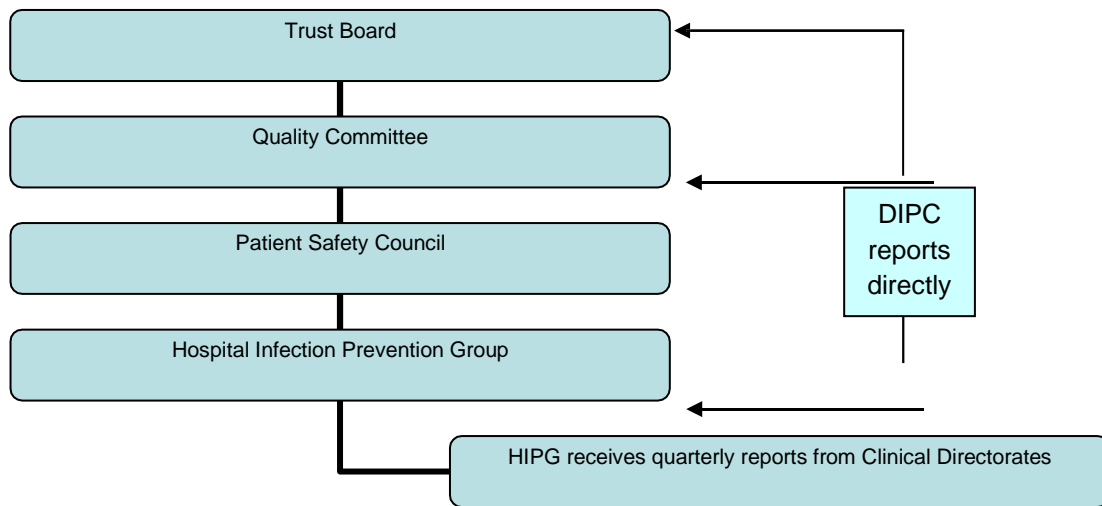 Trust Board
Quality Committee
Patient Safety Council
Hospital Infection Prevention Group
HIPG receives quarterly reports from Clinical Directorates
DIPC
reports
directly